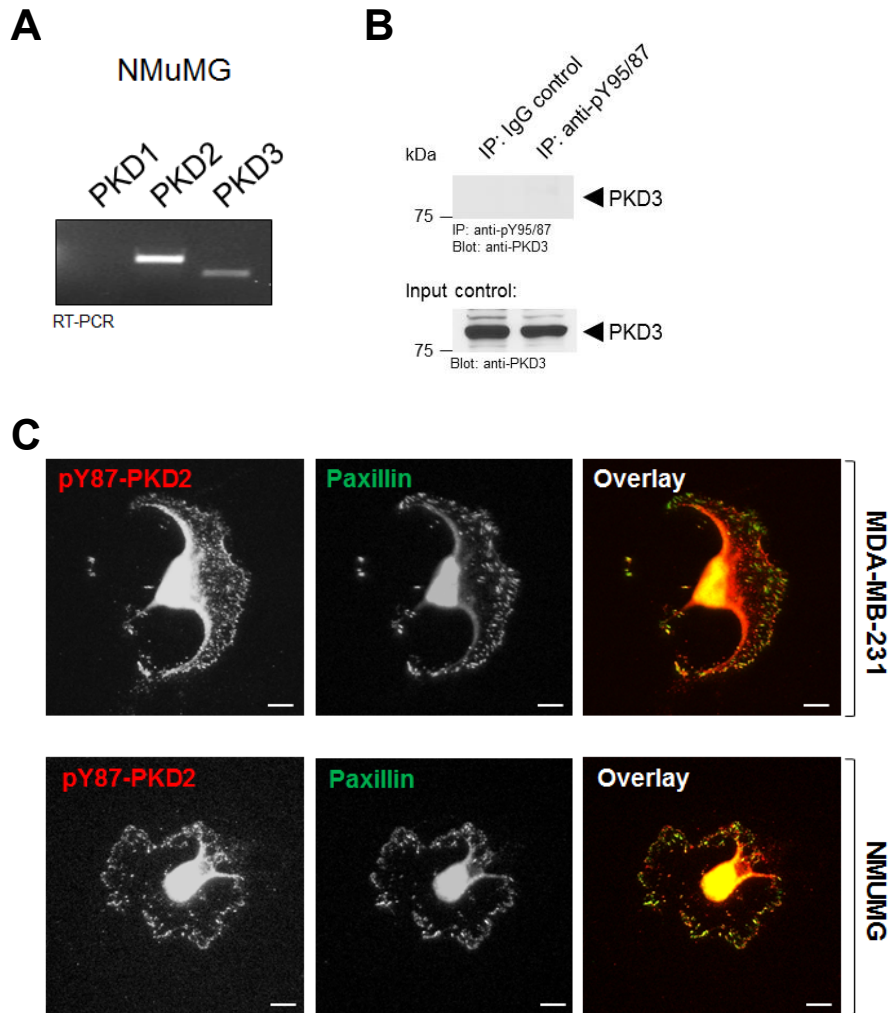 A
NMuMG
PKD1 PKD2 PKD3
RT-PCR
B
IP: IgG control
IP: anti-pY95/87
kDa
PKD3
75
IP: anti-pY95/87
Blot: anti-PKD3
Input control:
PKD3
75
Blot: anti-PKD3
C
pY87-PKD2 Paxillin Overlay
MDA-MB-231
pY87-PKD2 Paxillin Overlay
NMUMG